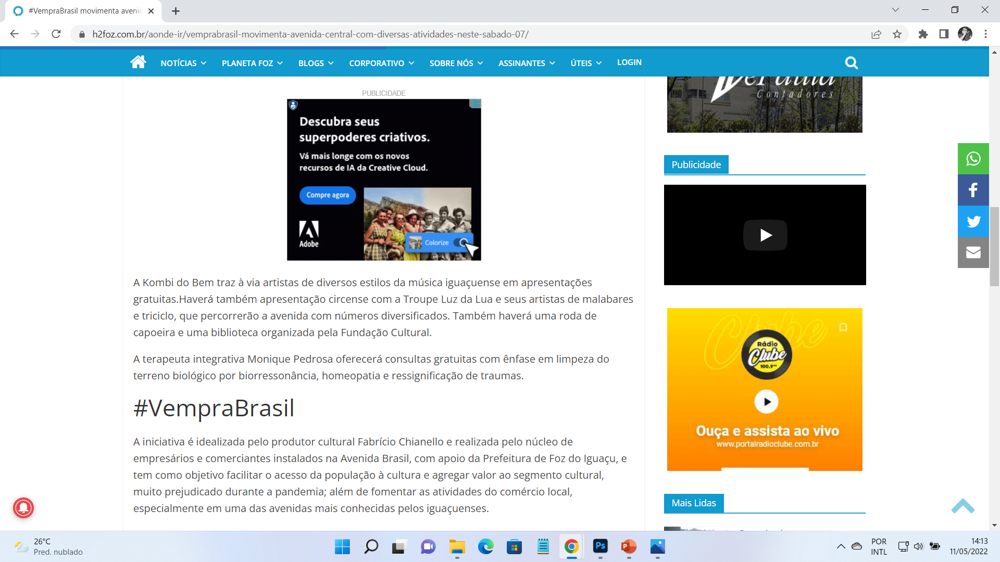 #VempraBrasil movimenta aveni
h2foz.com.br/aonde-ir/vemprabrasil-movimenta-avenida-central-com-diversas-atividades-neste-sabado-07/
NOTÍCIAS PLANETA FOZ BLOGS CORPORATIVO SOBRE NÓS ASSINANTES ÚTEIS LOGIN
PUBLICIDADE
Descubra seus
superpoderes criativos.
Vá mais longe com os novos
recursos de IA da Creative Cloud.
Compre agora
Colorize
Adobe
A Kombi do Bem traz à via artistas de diversos estilos da música iguaçuense em apresentações
gratuitas.Haverá também apresentação circense com a Troupe Luz da Lua e seus artistas de malabares
e triciclo, que percorrerão a avenida com números diversificados. Também haverá uma roda de
capoeira e uma biblioteca organizada pela Fundação Cultural.
A terapeuta integrativa Monique Pedrosa oferecerá consultas gratuitas com ênfase em limpeza do
terreno biológico por biorressonância, homeopatia e ressignificação de traumas.
#VempraBrasil
A iniciativa é idealizada pelo produtor cultural Fabrício Chianello e realizada pelo núcleo de
empresários e comerciantes instalados na Avenida Brasil, com apoio da Prefeitura de Foz do Iguaçu, e
tem como objetivo facilitar o acesso da população à cultura e agregar valor ao segmento cultural,
muito prejudicado durante a pandemia; além de fomentar as atividades do comércio local,
especialmente em uma das avenidas mais conhecidas pelos iguaçuenses.
Contadores
Publicidade
Clube
Rádio
Clube
100.9 FM
Ouça e assista ao vivo
www.portalradioclube.com.br
Mais Lidas
26°C
Pred. nublado
Ps
P
POR
INTL
14:13
11/05/2022